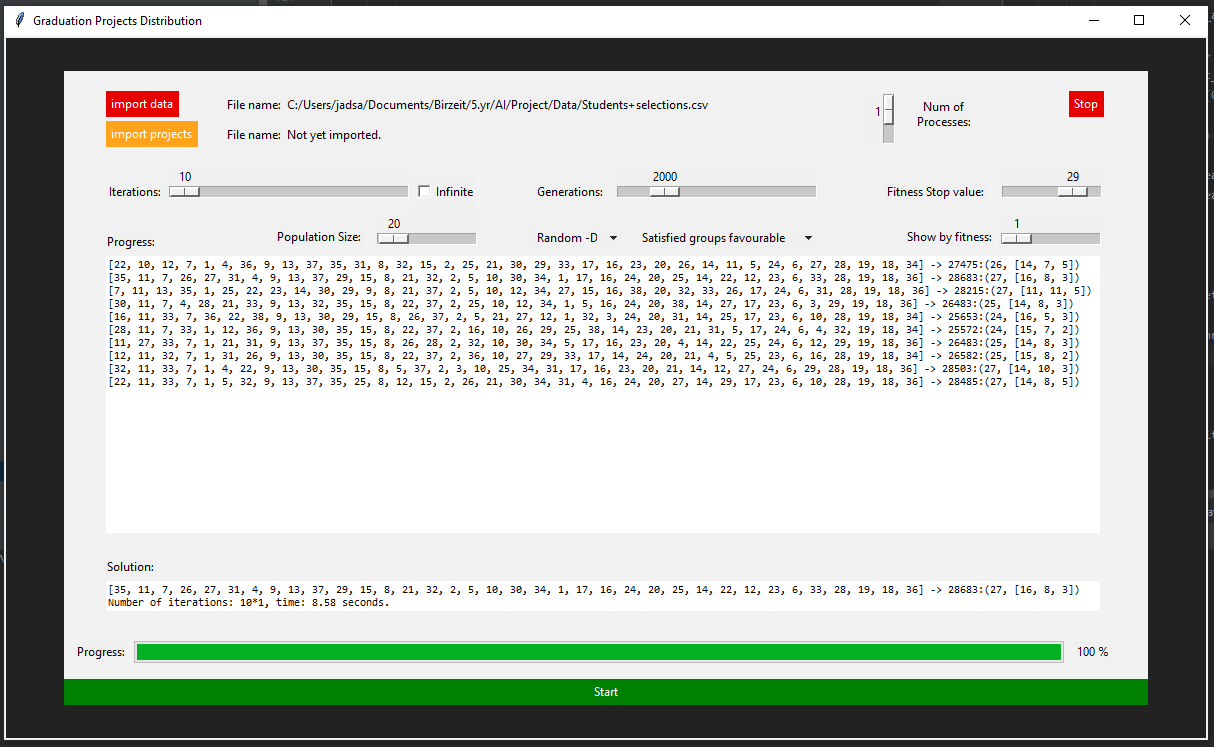 Graduation Projects Distribution
import data File name: C:/Users/jadsa/Documents/Birzeit/5.yr/AI/Project/Data/Students+selections.csv 1 Num of Processes: Stop
import projects File name: Not yet imported.
10 2000 29
Iterations: Infinite Generations: Fitness Stop value:
20 1
Progress: Population Size: Random -D Satisfied groups favourable Show by fitness:
[22, 10, 12, 7, 1, 4, 36, 9, 13, 37, 35, 31, 8, 32, 15, 2, 25, 21, 30, 29, 33, 17, 16, 23, 20, 26, 14, 11, 5, 24, 6, 27, 28, 19, 18, 34] -> 27475:(26, [14, 7, 5])
[35, 11, 7, 26, 27, 31, 4, 9, 13, 37, 29, 15, 8, 21, 32, 2, 5, 10, 30, 34, 1, 17, 16, 24, 20, 25, 14, 22, 12, 23, 6, 33, 28, 19, 18, 36] -> 28683:(27, [16, 8, 3])
[7, 11, 13, 35, 1, 25, 22, 23, 14, 30, 29, 9, 8, 21, 37, 2, 5, 10, 12, 34, 27, 15, 16, 38, 20, 32, 33, 26, 17, 24, 6, 31, 28, 19, 18, 36] -> 28215:(27, [11, 11, 5])
[30, 11, 7, 4, 28, 21, 33, 9, 13, 32, 35, 15, 8, 22, 37, 2, 25, 10, 12, 34, 1, 5, 16, 24, 20, 38, 14, 27, 17, 23, 6, 3, 29, 19, 18, 36] -> 26483:(25, [14, 8, 3])
[16, 11, 33, 7, 36, 22, 38, 9, 13, 30, 29, 15, 8, 26, 37, 2, 5, 21, 27, 12, 1, 32, 3, 24, 20, 31, 14, 25, 17, 23, 6, 10, 28, 19, 18, 34] -> 25653:(24, [16, 5, 3])
[28, 11, 7, 33, 1, 12, 36, 9, 13, 30, 35, 15, 8, 22, 37, 2, 16, 10, 26, 29, 25, 38, 14, 23, 20, 21, 31, 5, 17, 24, 6, 4, 32, 19, 18, 34] -> 25572:(24, [15, 7, 2])
[11, 27, 33, 7, 1, 21, 31, 9, 13, 37, 35, 15, 8, 26, 28, 2, 32, 10, 30, 34, 5, 17, 16, 23, 20, 4, 14, 22, 25, 24, 6, 12, 29, 19, 18, 36] -> 26483:(25, [14, 8, 3])
[12, 11, 32, 7, 1, 31, 26, 9, 13, 30, 35, 15, 8, 22, 37, 2, 36, 10, 27, 29, 33, 17, 14, 24, 20, 21, 4, 5, 25, 23, 6, 16, 28, 19, 18, 34] -> 26582:(25, [15, 8, 2])
[32, 11, 33, 7, 1, 4, 22, 9, 13, 30, 35, 15, 8, 5, 37, 2, 3, 10, 25, 34, 31, 17, 16, 23, 20, 21, 14, 12, 27, 24, 6, 29, 28, 19, 18, 36] -> 28503:(27, [14, 10, 3])
[22, 11, 33, 7, 1, 5, 32, 9, 13, 37, 35, 25, 8, 12, 15, 2, 26, 21, 30, 34, 31, 4, 16, 24, 20, 27, 14, 29, 17, 23, 6, 10, 28, 19, 18, 36] -> 28485:(27, [14, 8, 5])
Solution:
[35, 11, 7, 26, 27, 31, 4, 9, 13, 37, 29, 15, 8, 21, 32, 2, 5, 10, 30, 34, 1, 17, 16, 24, 20, 25, 14, 22, 12, 23, 6, 33, 28, 19, 18, 36] -> 28683:(27, [16, 8, 3])
Number of iterations: 10*1, time: 8.58 seconds.
Progress: 100 %
Start